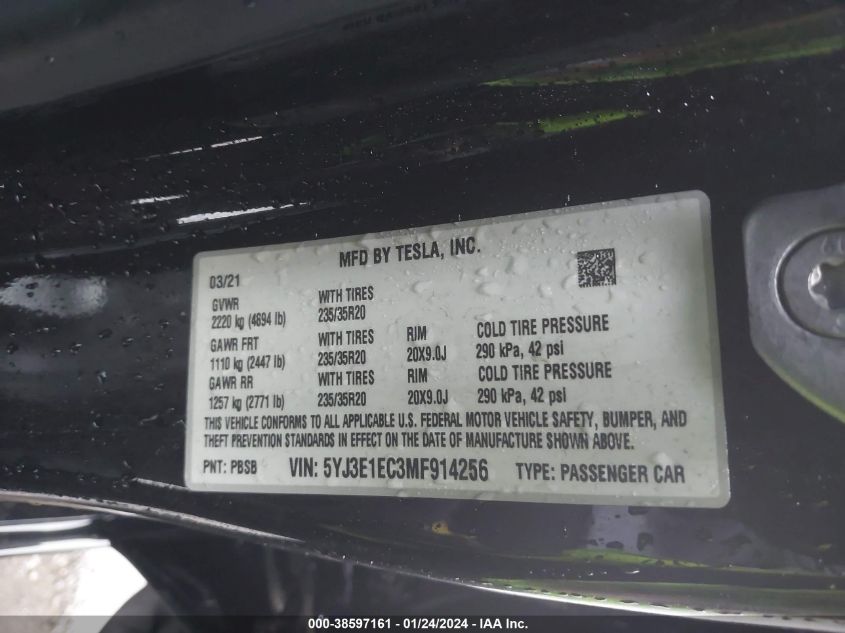 MFD BY TESLA, INC.
03/21
GVWR
2220 kg (4894 lb)
WITH TIRES
235/35R20
GAWR FRT
1110 kg (2447 lb)
WITH TIRES
235/35R20
RIM
20X9.0J
COLD TIRE PRESSURE
290 kPa, 42 psi
GAWR RR
1257 kg (2771 lb)
WITH TIRES
235/35R20
RIM
20X9.0J
COLD TIRE PRESSURE
290 kPa, 42 psi
THIS VEHICLE CONFORMS TO ALL APPLICABLE U.S. FEDERAL MOTOR VEHICLE SAFETY, BUMPER, AND
THEFT PREVENTION STANDARDS IN EFFECT ON THE DATE OF MANUFACTURE SHOWN ABOVE.
PNT: PBSB VIN: 5YJ3E1EC3MF914256 TYPE: PASSENGER CAR
000-38597161 - 01/24/2024 - IAA Inc.